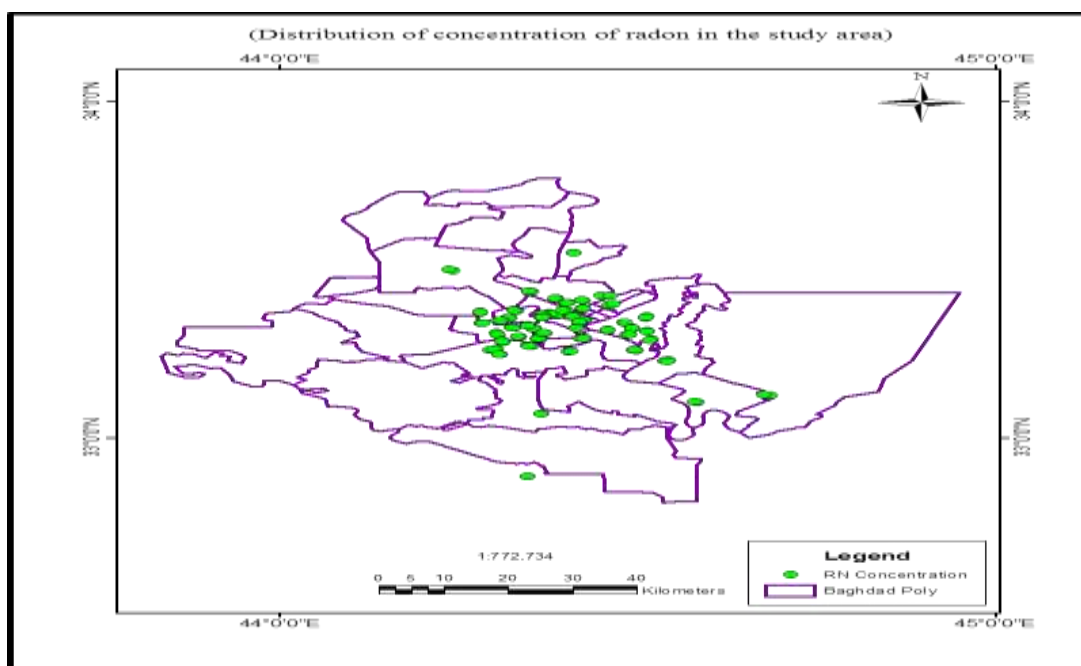 (Distribution of concentration of radon in the study area)
44°0'0"E
45°0'0"E
N
34°0'0"N
34°0'0"N
33°0'0"N
33°0'0"N
1:772.734
0 5 10 20 30 40
Kilometers
Legend
RN Concentration
Baghdad Poly
44°0'0"E
45°0'0"E